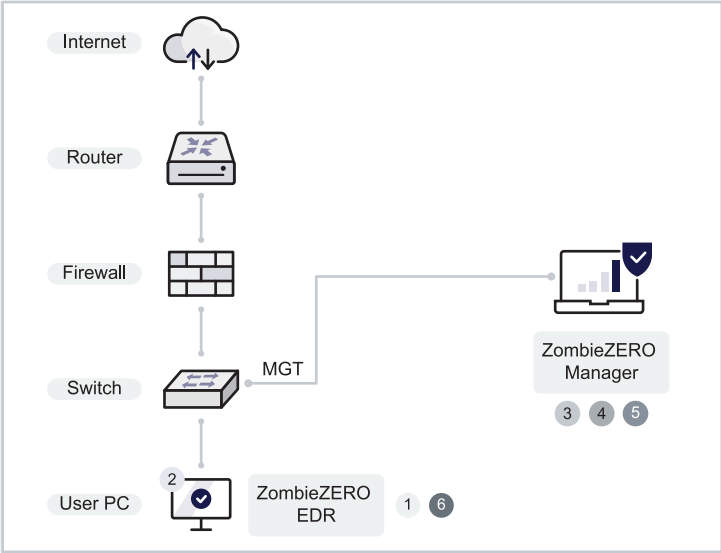 Internet
Router
Firewall
MGT
ZombieZERO
Manager
Switch
3 4 5
2
User PC
ZombieZERO
EDR
1 6